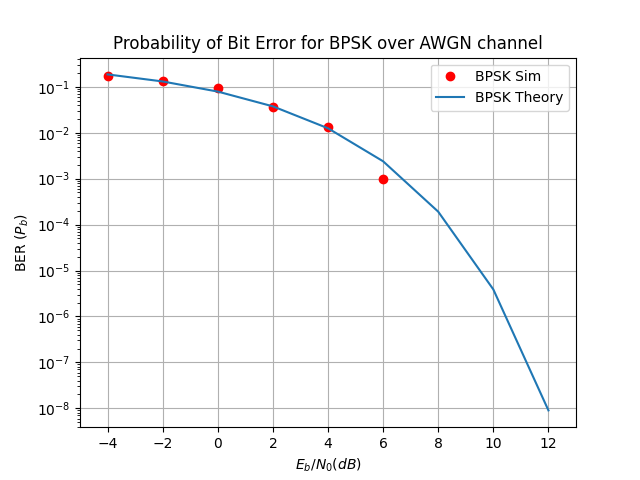 Probability of Bit Error for BPSK over AWGN channel
BPSK Sim
BPSK Theory
10⁻¹
10⁻²
10⁻³
10⁻⁴
10⁻⁵
10⁻⁶
10⁻⁷
10⁻⁸
BER (P_b)
−4 −2 0 2 4 6 8 10 12
E_b/N_0(dB)